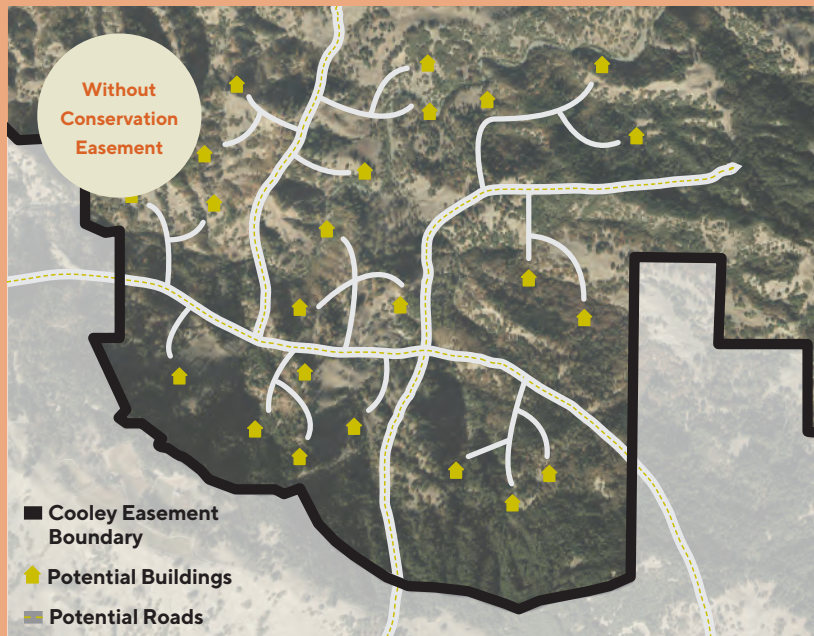 Without
Conservation
Easement
Cooley Easement
Boundary
Potential Buildings
Potential Roads